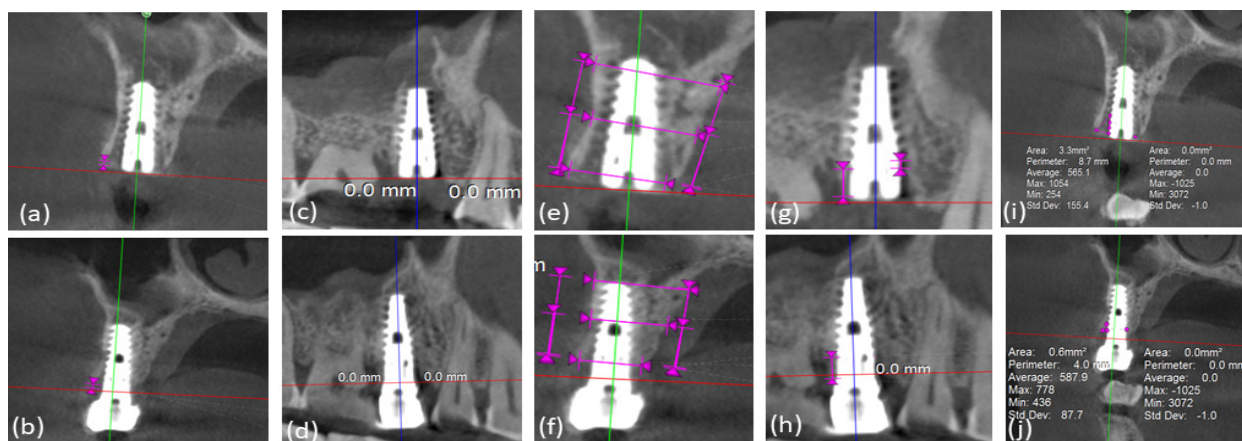 (a)
(c)
0.0 mm 0.0 mm
(e)
(g)
Area: 3.3mm² Area: 0.0mm²
Perimeter: 8.7 mm Perimeter: 0.0 mm
Average: 565.1 Average: 0.0
Max: 1054 Max: -1025
Min: 254 Min: 3072
Std Dev: 155.4 Std Dev: -1.0
(i)
(b)
0.0 mm 0.0 mm
(d)
m
(f)
0.0 mm
(h)
Area: 0.6mm² Area: 0.0mm²
Perimeter: 4.0 mm Perimeter: 0.0 mm
Average: 587.9 Average: 0.0
Max: 778 Max: -1025
Min: 436 Min: 3072
Std Dev: 87.7 Std Dev: -1.0
(j)